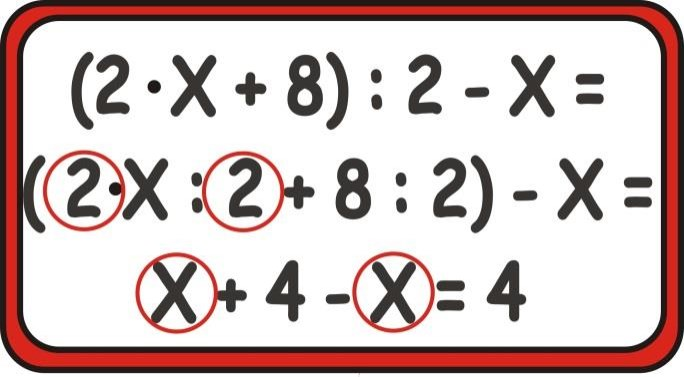 (2·X + 8) : 2 - X =
(2·X : 2 + 8 : 2) - X =
X + 4 - X = 4